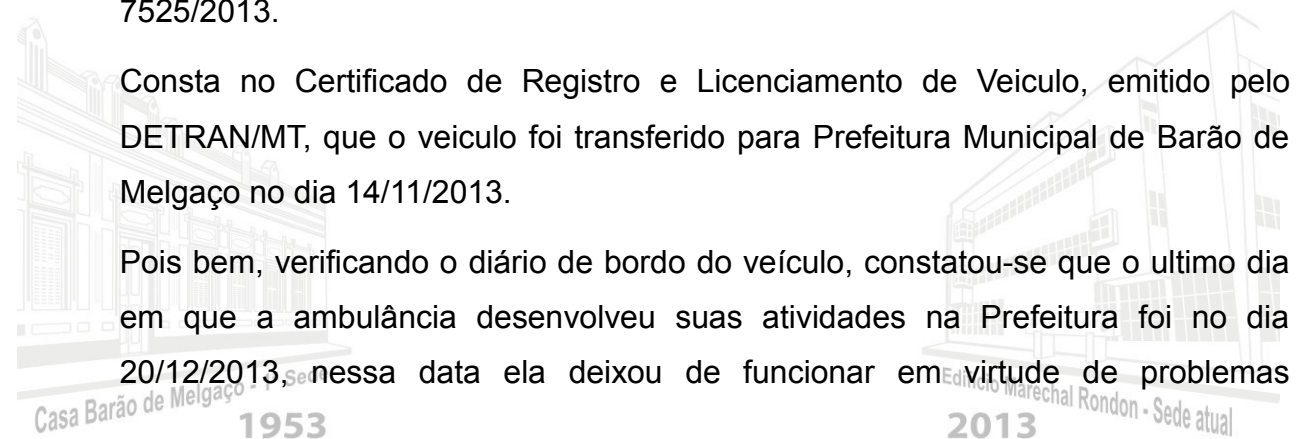 7525/2013.
Consta no Certificado de Registro e Licenciamento de Veiculo, emitido pelo
DETRAN/MT, que o veiculo foi transferido para Prefeitura Municipal de Barão de
Melgaço no dia 14/11/2013.
Pois bem, verificando o diário de bordo do veículo, constatou-se que o ultimo dia
em que a ambulância desenvolveu suas atividades na Prefeitura foi no dia
20/12/2013, nessa data ela deixou de funcionar em virtude de problemas
Casa Barão de Melgaço -
Edifício Marechal Rondon - Sede atual
1953
2013